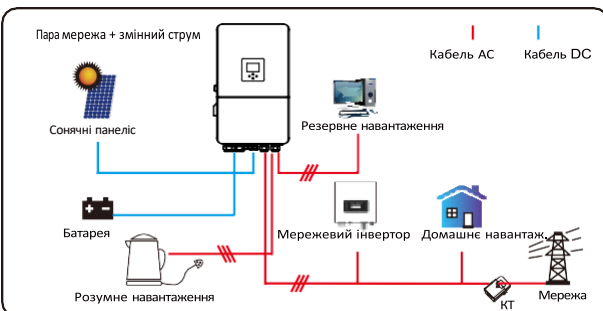 Пара мережа + змінний струм
Кабель AC
Кабель DC
Сонячні панеліс
Резервне навантаження
Батарея
Мережевий інвертор
Домашнє навантаж.
Розумне навантаження
КТ
Мережа